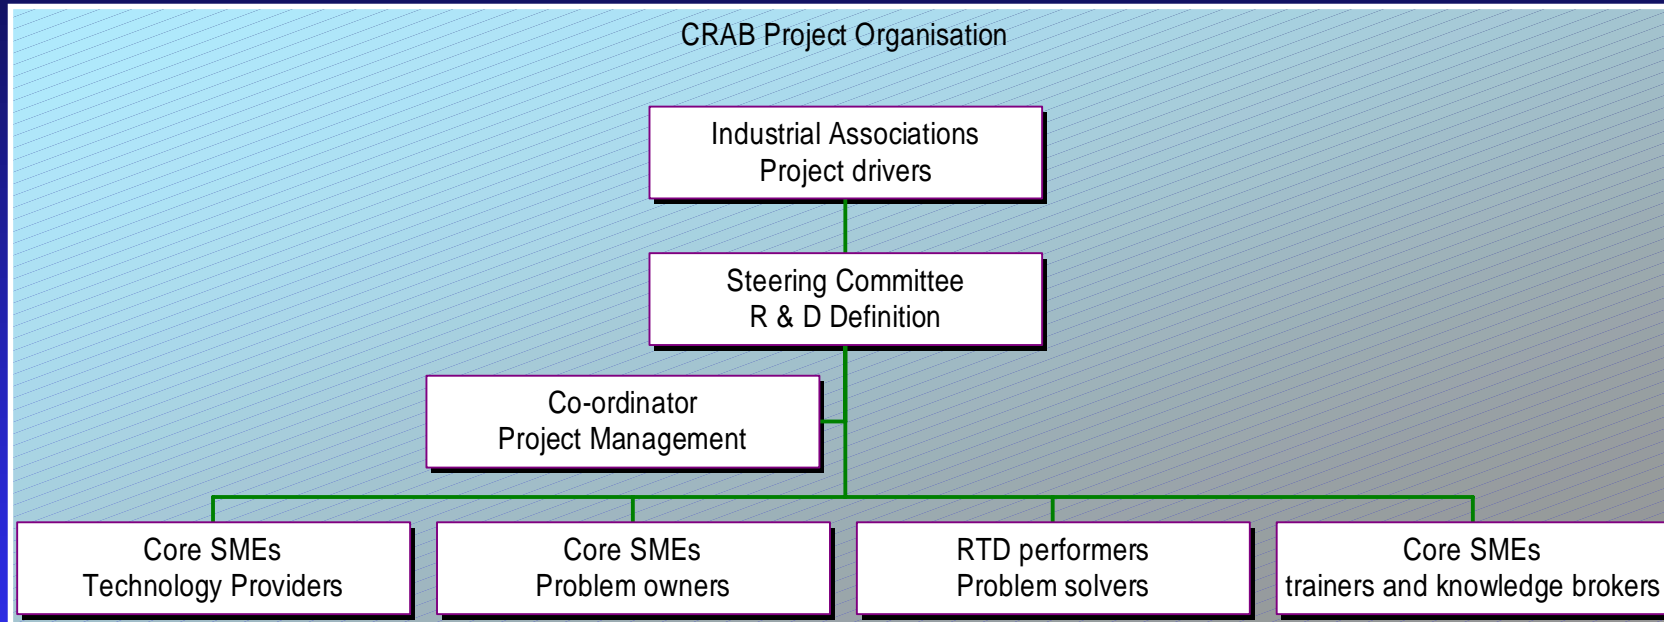 CRAB Project Organisation
Industrial Associations
Project drivers
Steering Committee
R & D Definition
Co-ordinator
Project Management
Core SMEs
Technology Providers
Core SMEs
Problem owners
RTD performers
Problem solvers
Core SMEs
trainers and knowledge brokers